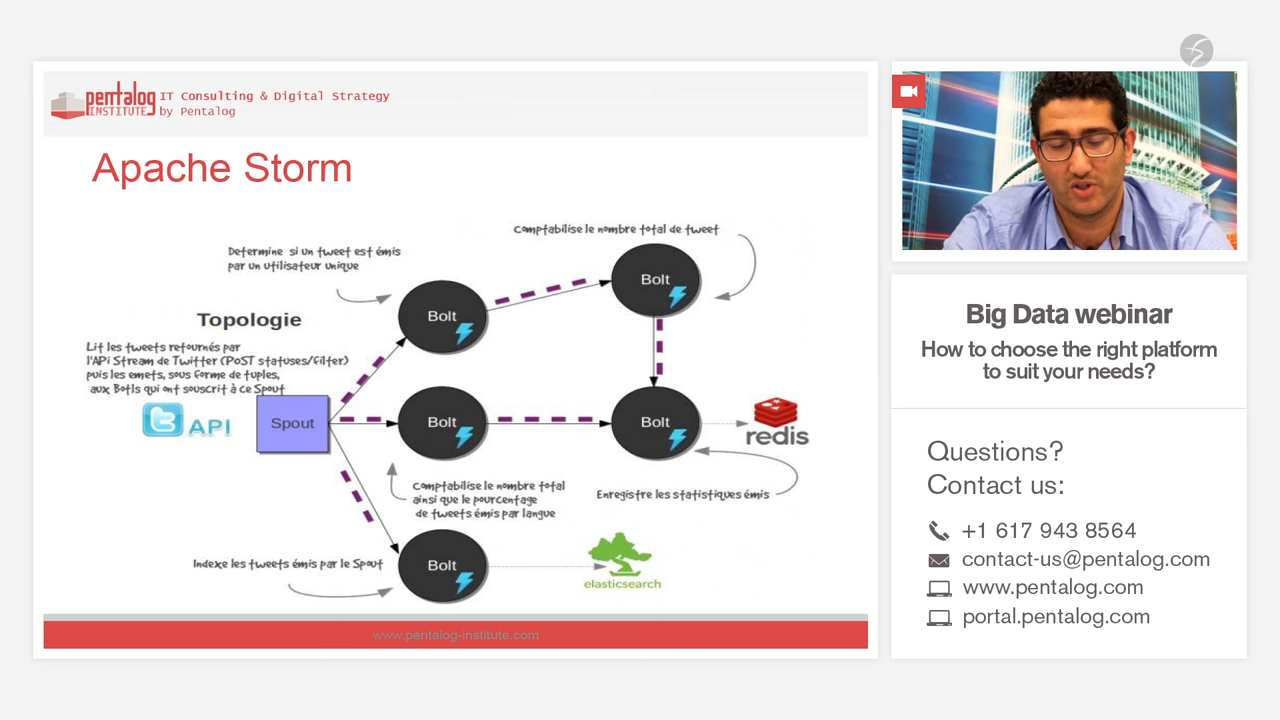 pentalog
INSTITUTE
IT Consulting & Digital Strategy
by Pentalog
Apache Storm
Comptabilise le nombre total de tweet
Determine si un tweet est émis
par un utilisateur unique
Bolt
Bolt
Topologie
Lit les tweets retournés par
l'API Stream de Twitter (POST statuses/filter)
puis les emets, sous forme de tuples,
aux Botls qui ont souscrit à ce Spout
API
Spout
Bolt
Bolt
redis
Comptabilise le nombre total
ainsi que le pourcentage
de tweets émis par langue
Enregistre les statistiques émis
Indexe les tweets émis par le Spout
Bolt
elasticsearch
www.pentalog-institute.com
Big Data webinar
How to choose the right platform
to suit your needs?
Questions?
Contact us:
+1 617 943 8564
contact-us@pentalog.com
www.pentalog.com
portal.pentalog.com